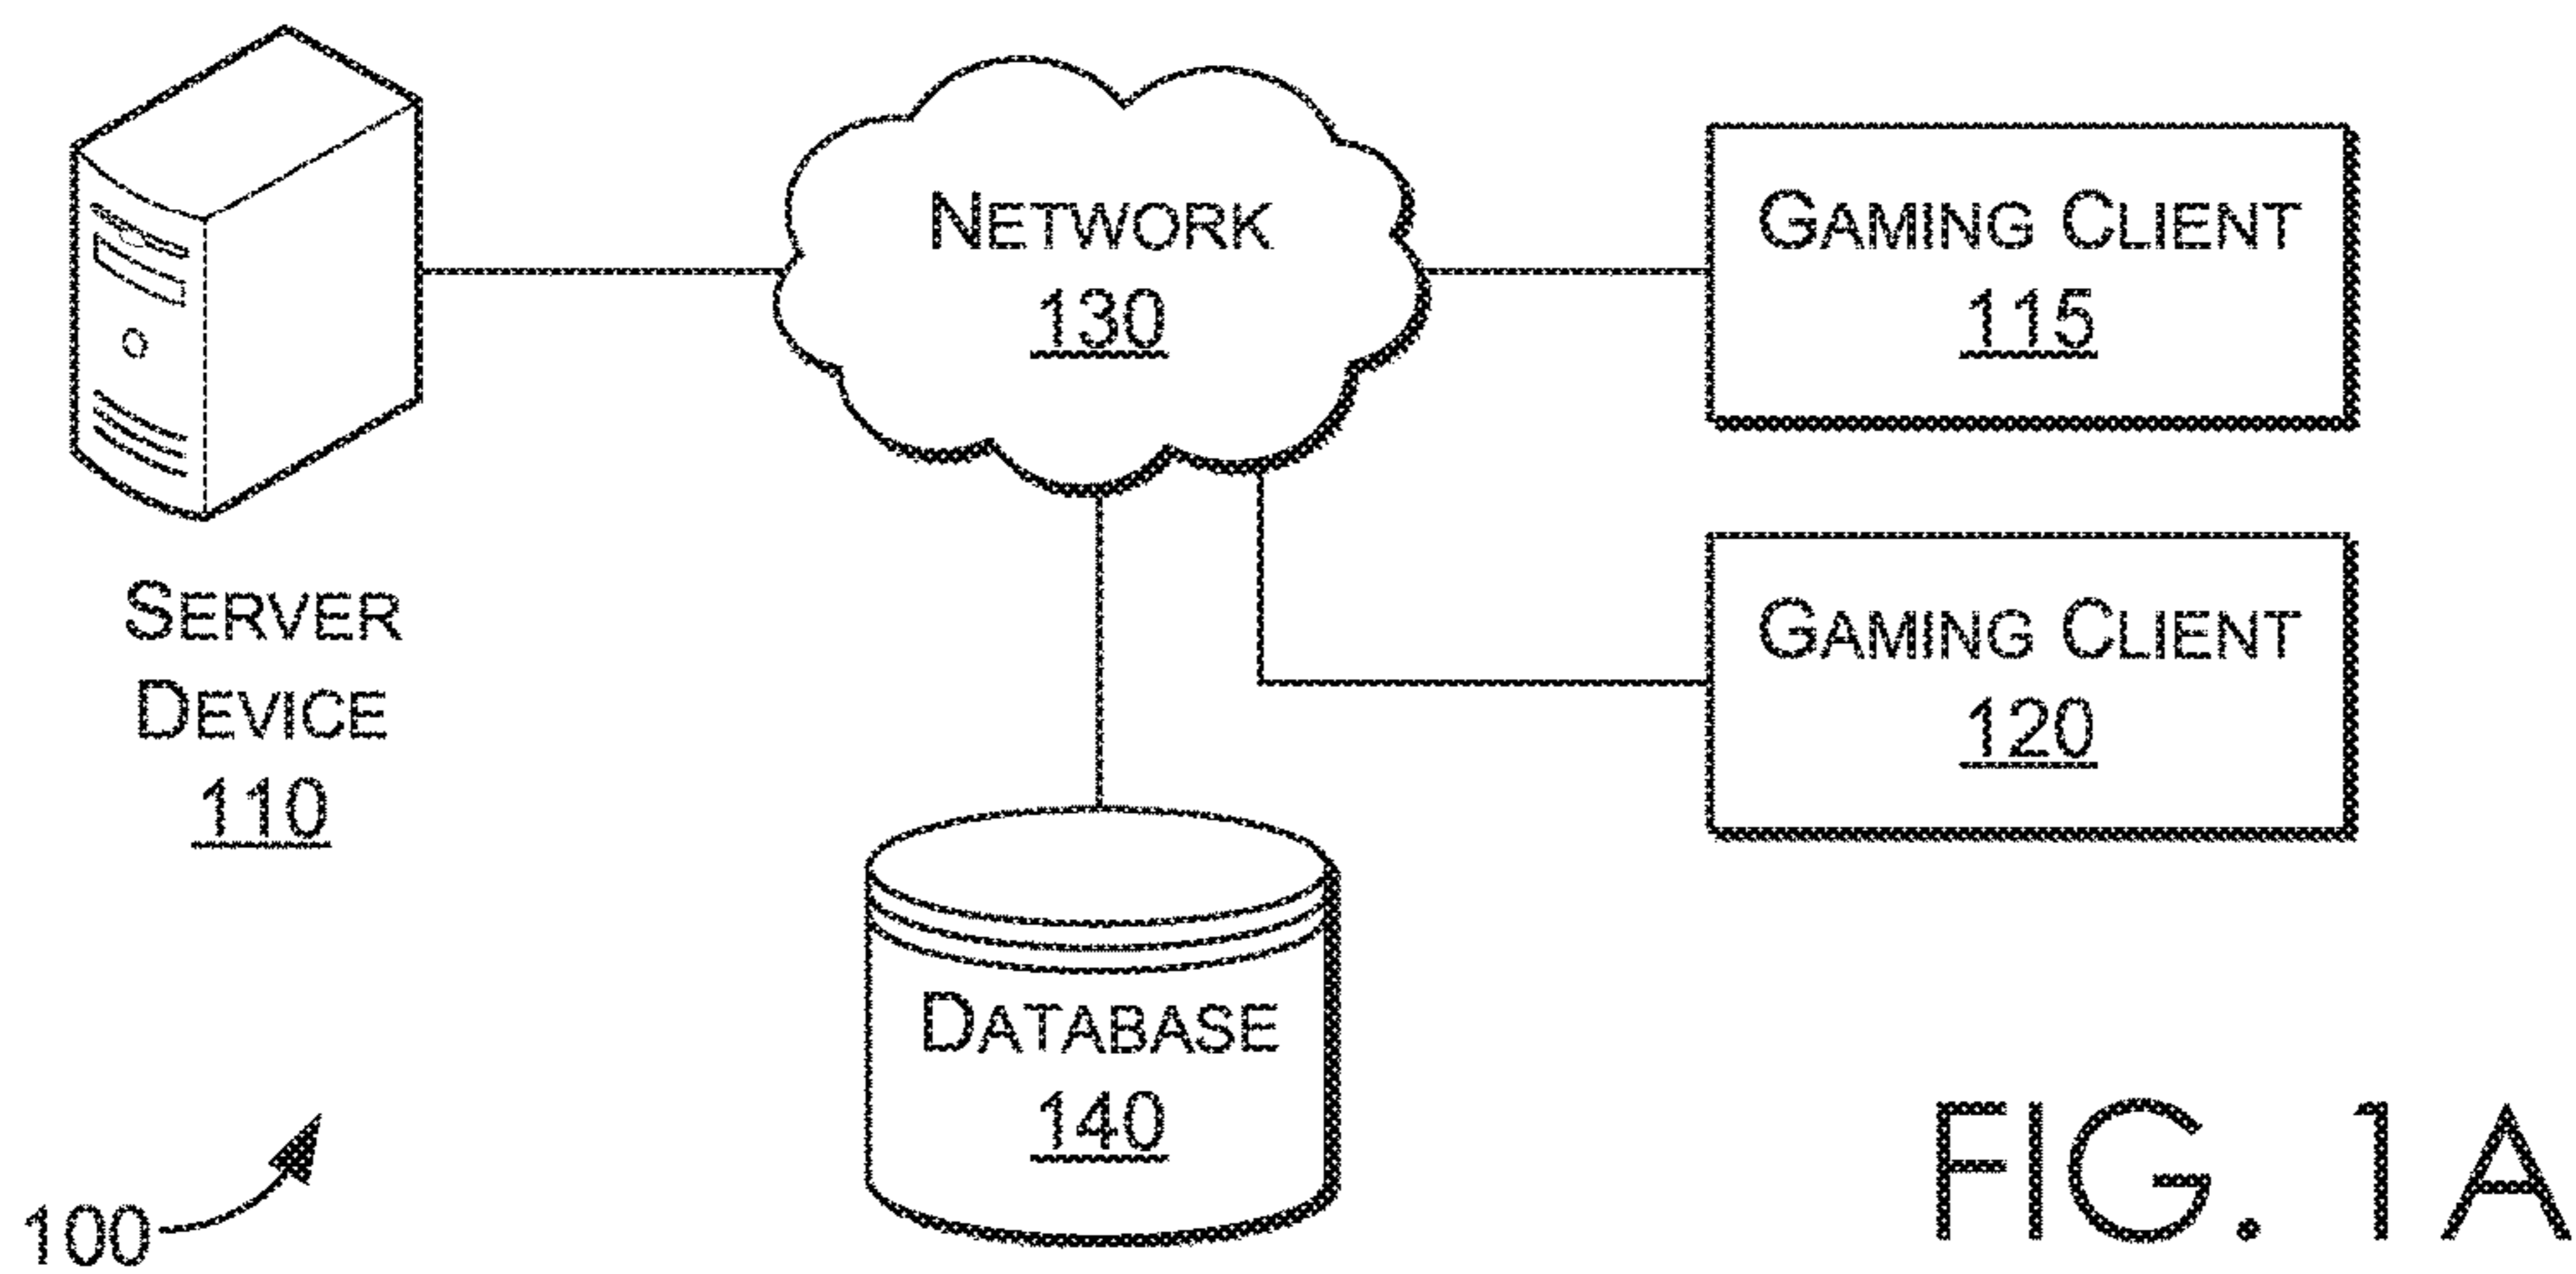 NETWORK
130
GAMING CLIENT
115
SERVER
DEVICE
110
GAMING CLIENT
120
DATABASE
140
100
FIG. 1A